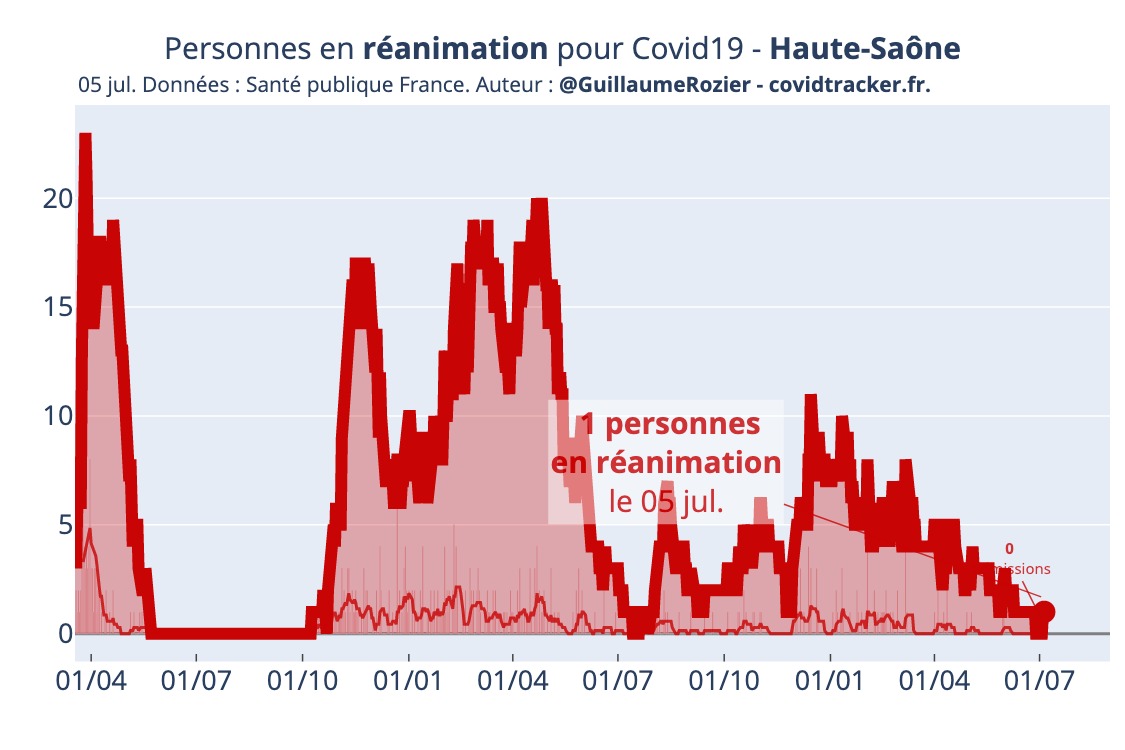 Personnes en réanimation pour Covid19 - Haute-Saône
05 jul. Données : Santé publique France. Auteur : @GuillaumeRozier - covidtracker.fr.
20
15
10
5
0
1 personnes
en réanimation
le 05 jul.
0
01/04 01/07 01/10 01/01 01/04 01/07 01/10 01/01 01/04 01/07